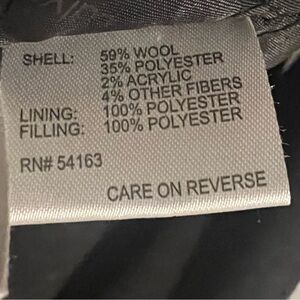 SHELL: 59% WOOL
35% POLYESTER
2% ACRYLIC
4% OTHER FIBERS
LINING: 100% POLYESTER
FILLING: 100% POLYESTER
RN# 54163
CARE ON REVERSE